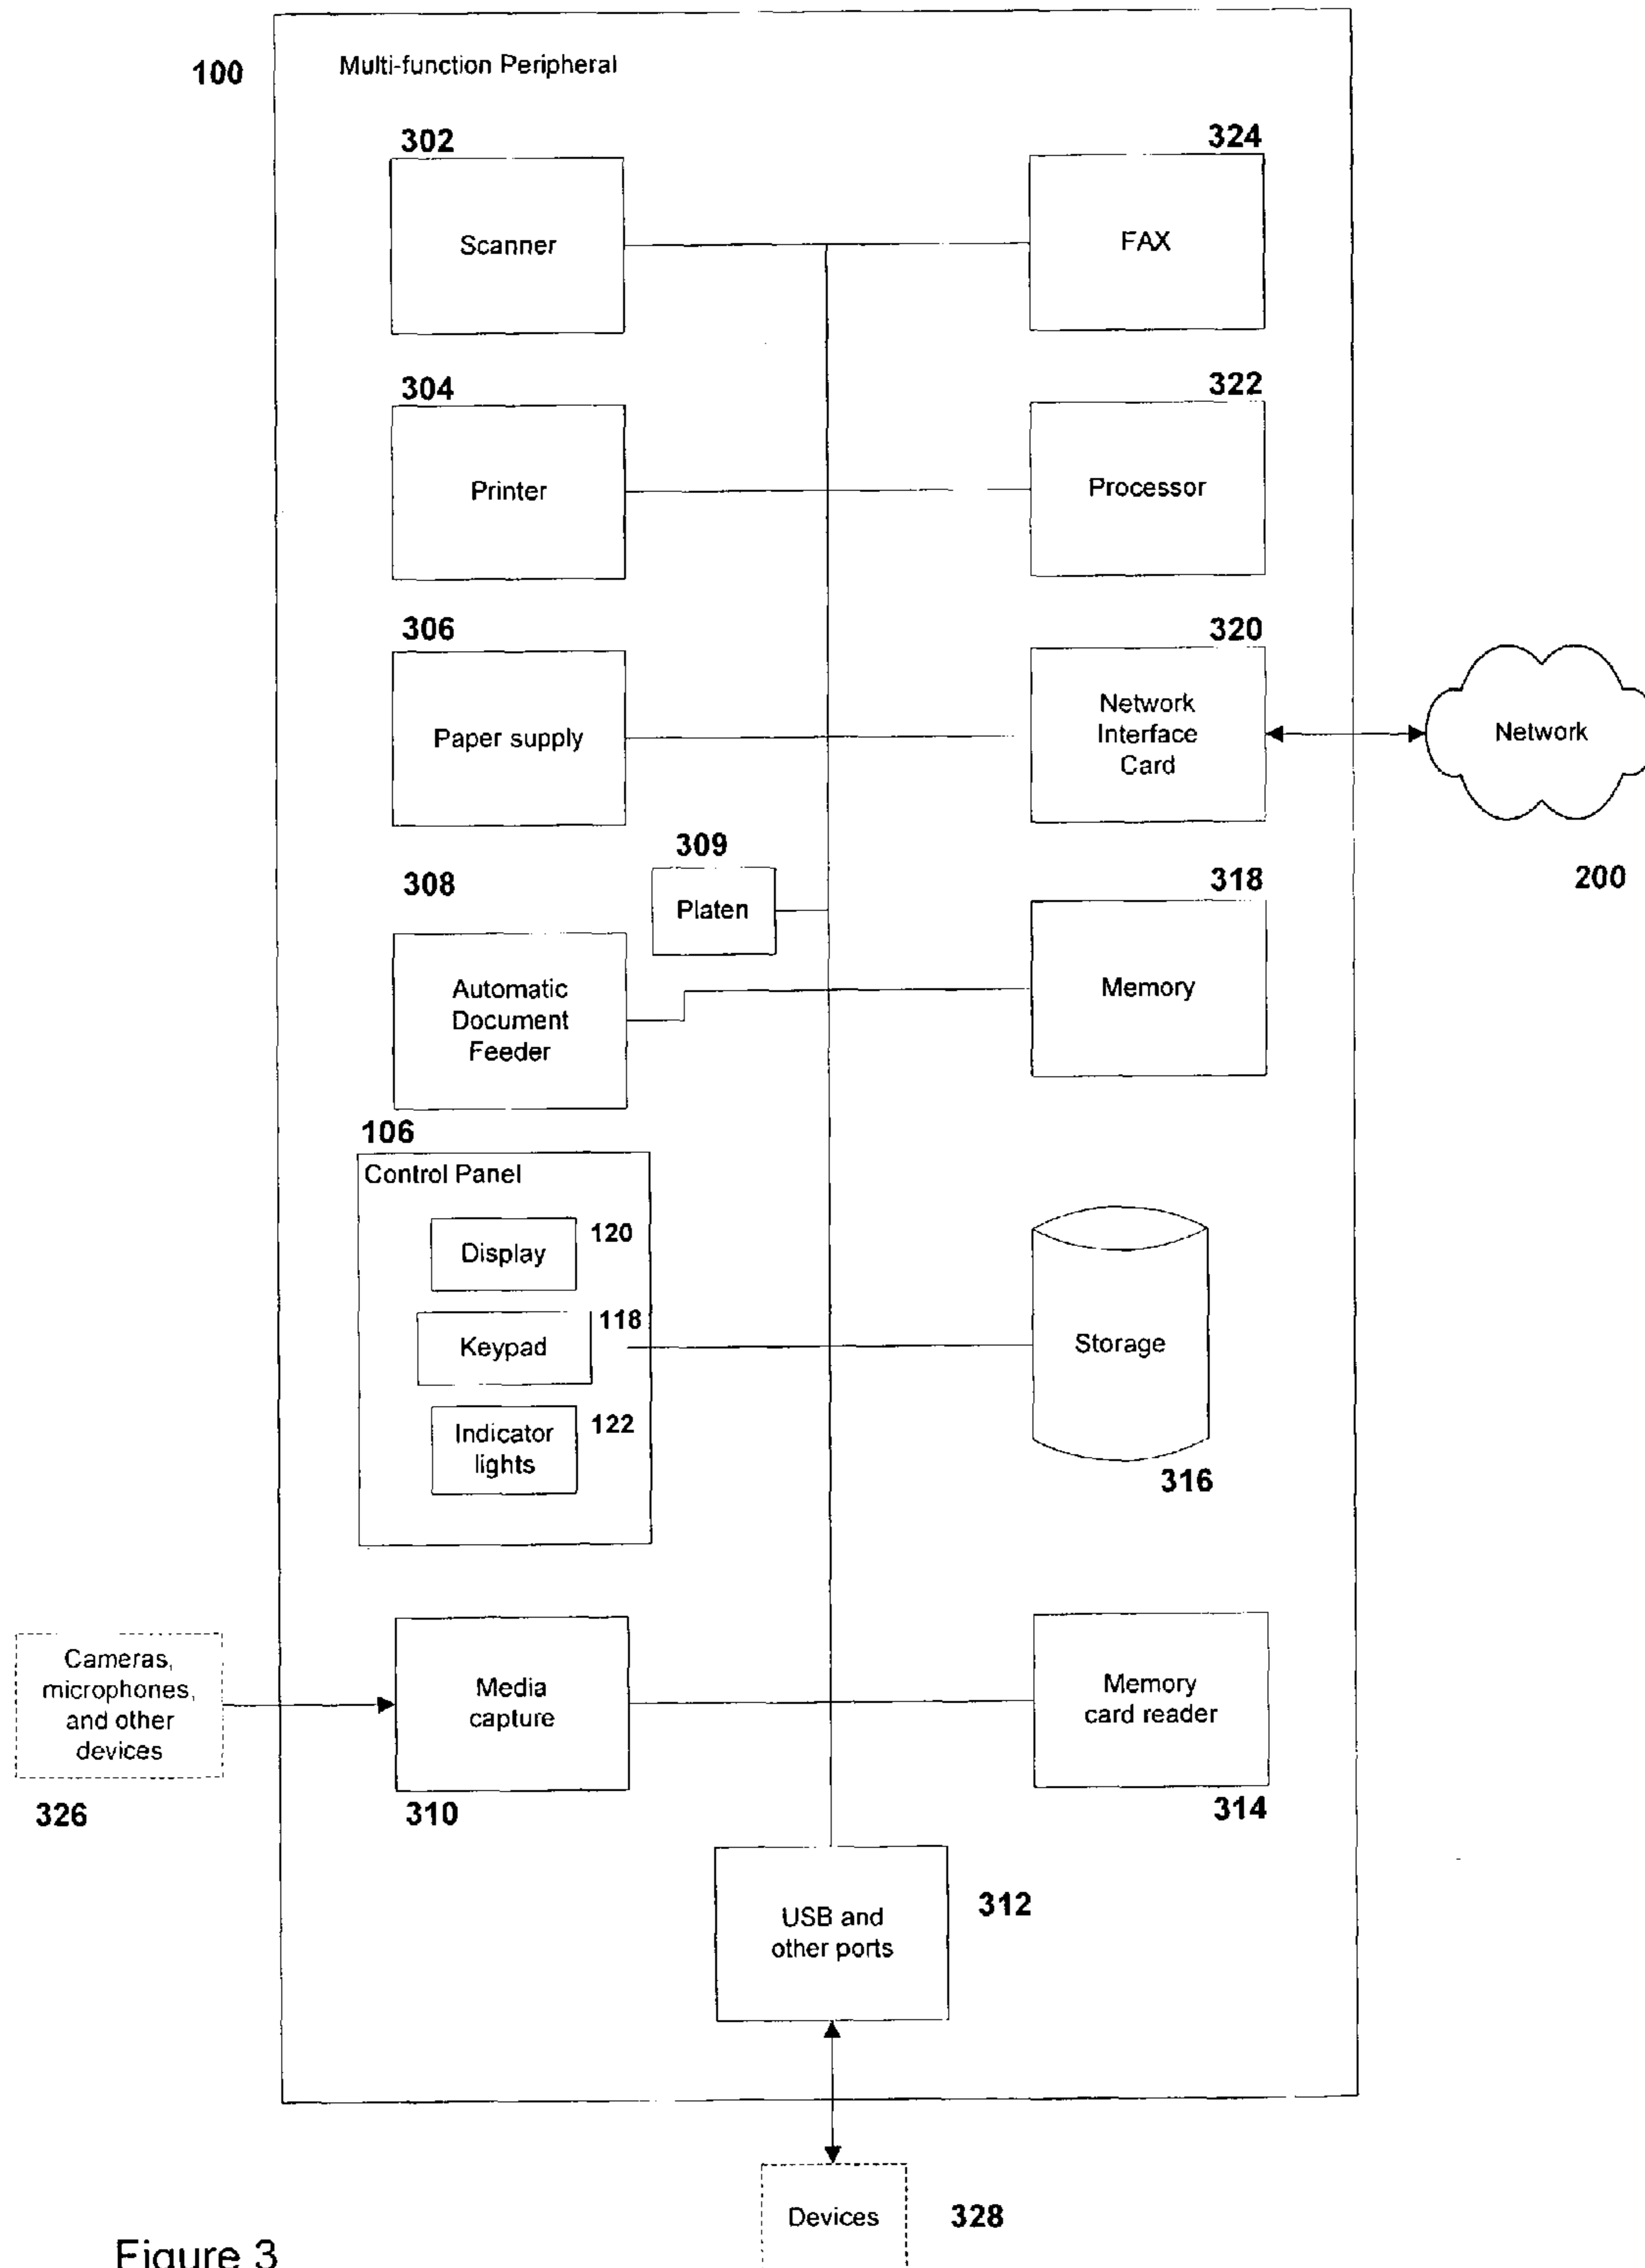 100
Multi-function Peripheral
302
324
Scanner
FAX
304
322
Printer
Processor
306
320
Paper supply
Network
Interface
Card
Network
200
309
308
318
Platen
Automatic
Document
Feeder
Memory
106
Control Panel
Display
120
Keypad
118
Indicator
lights
122
Storage
316
Cameras,
microphones,
and other
devices
326
Media
capture
310
Memory
card reader
314
USB and
other ports
312
Devices
328
Figure 3